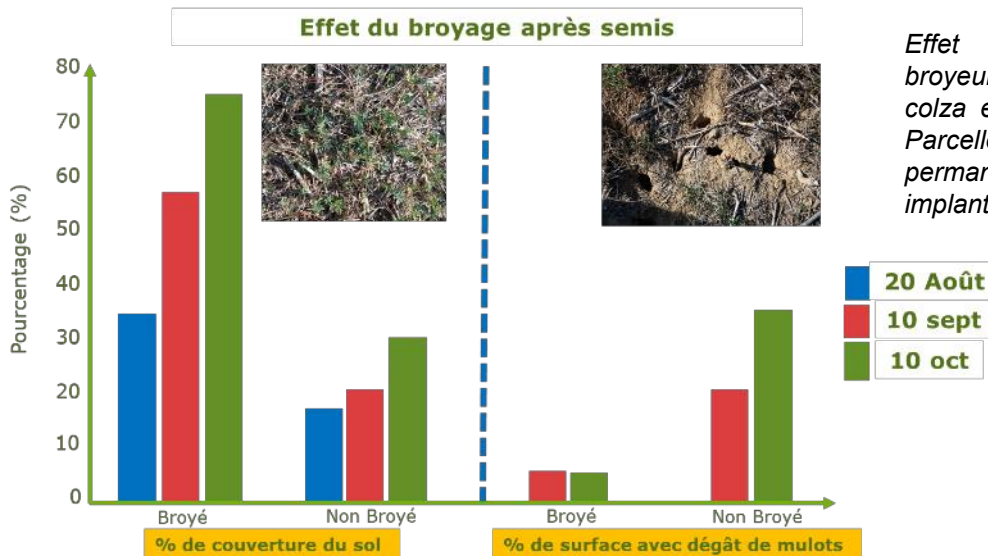 Effet du broyage après semis
Effet
broyeur
colza e
Parcelle
permar
implant
Pourcentage (%)
80
70
60
50
40
30
20
10
0
20 Août
10 sept
10 oct
Broyé
Non Broyé
Broyé
Non Broyé
% de couverture du sol
% de surface avec dégât de mulots